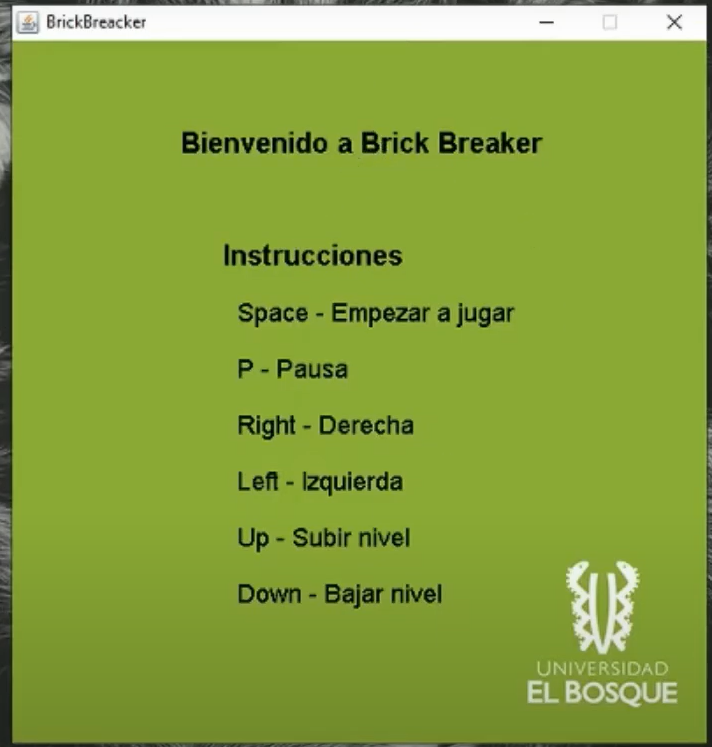 BrickBreacker
Bienvenido a Brick Breaker
Instrucciones
Space - Empezar a jugar
P - Pausa
Right - Derecha
Left - Izquierda
Up - Subir nivel
Down - Bajar nivel
UNIVERSIDAD
EL BOSQUE